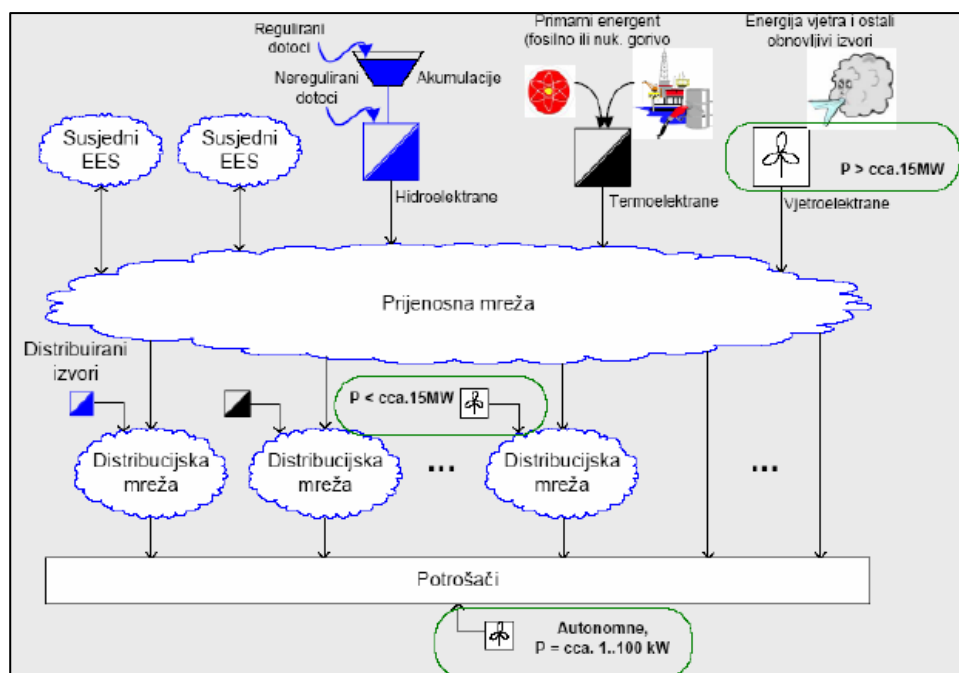 Regulirani
dotoci
Neregulirani
dotoci
Akumulacije
Primarni energent
(fosilno ili nuk. gorivo
Energija vjetra i ostali
obnovljivi izvori
Susjedni
EES
Susjedni
EES
P > cca.15MW
Hidroelektrane
Termoelektrane
Vjetroelektrane
Prijenosna mreža
Distribuirani
izvori
P < cca.15MW
Distribucijska
mreža
Distribucijska
mreža
...
Distribucijska
mreža
...
Potrošači
Autonomne,
P = cca. 1..100 kW